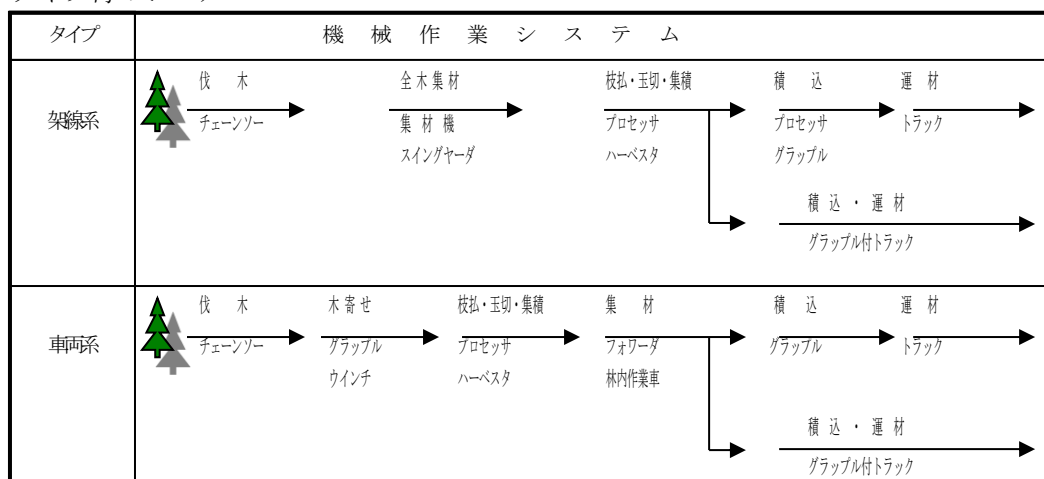 タイプ 機械作業システム
架線系
伐木 全木集材 枝払・玉切・集積 積込 運材
チェーンソー 集材機 プロセッサ プロセッサ トラック
スイングヤーダ ハーベスタ グラップル
積込・運材
グラップル付トラック
車両系
伐木 木寄せ 枝払・玉切・集積 集材 積込 運材
チェーンソー グラップル プロセッサ フォワーダ グラップル トラック
ウインチ ハーベスタ 林内作業車
積込・運材
グラップル付トラック